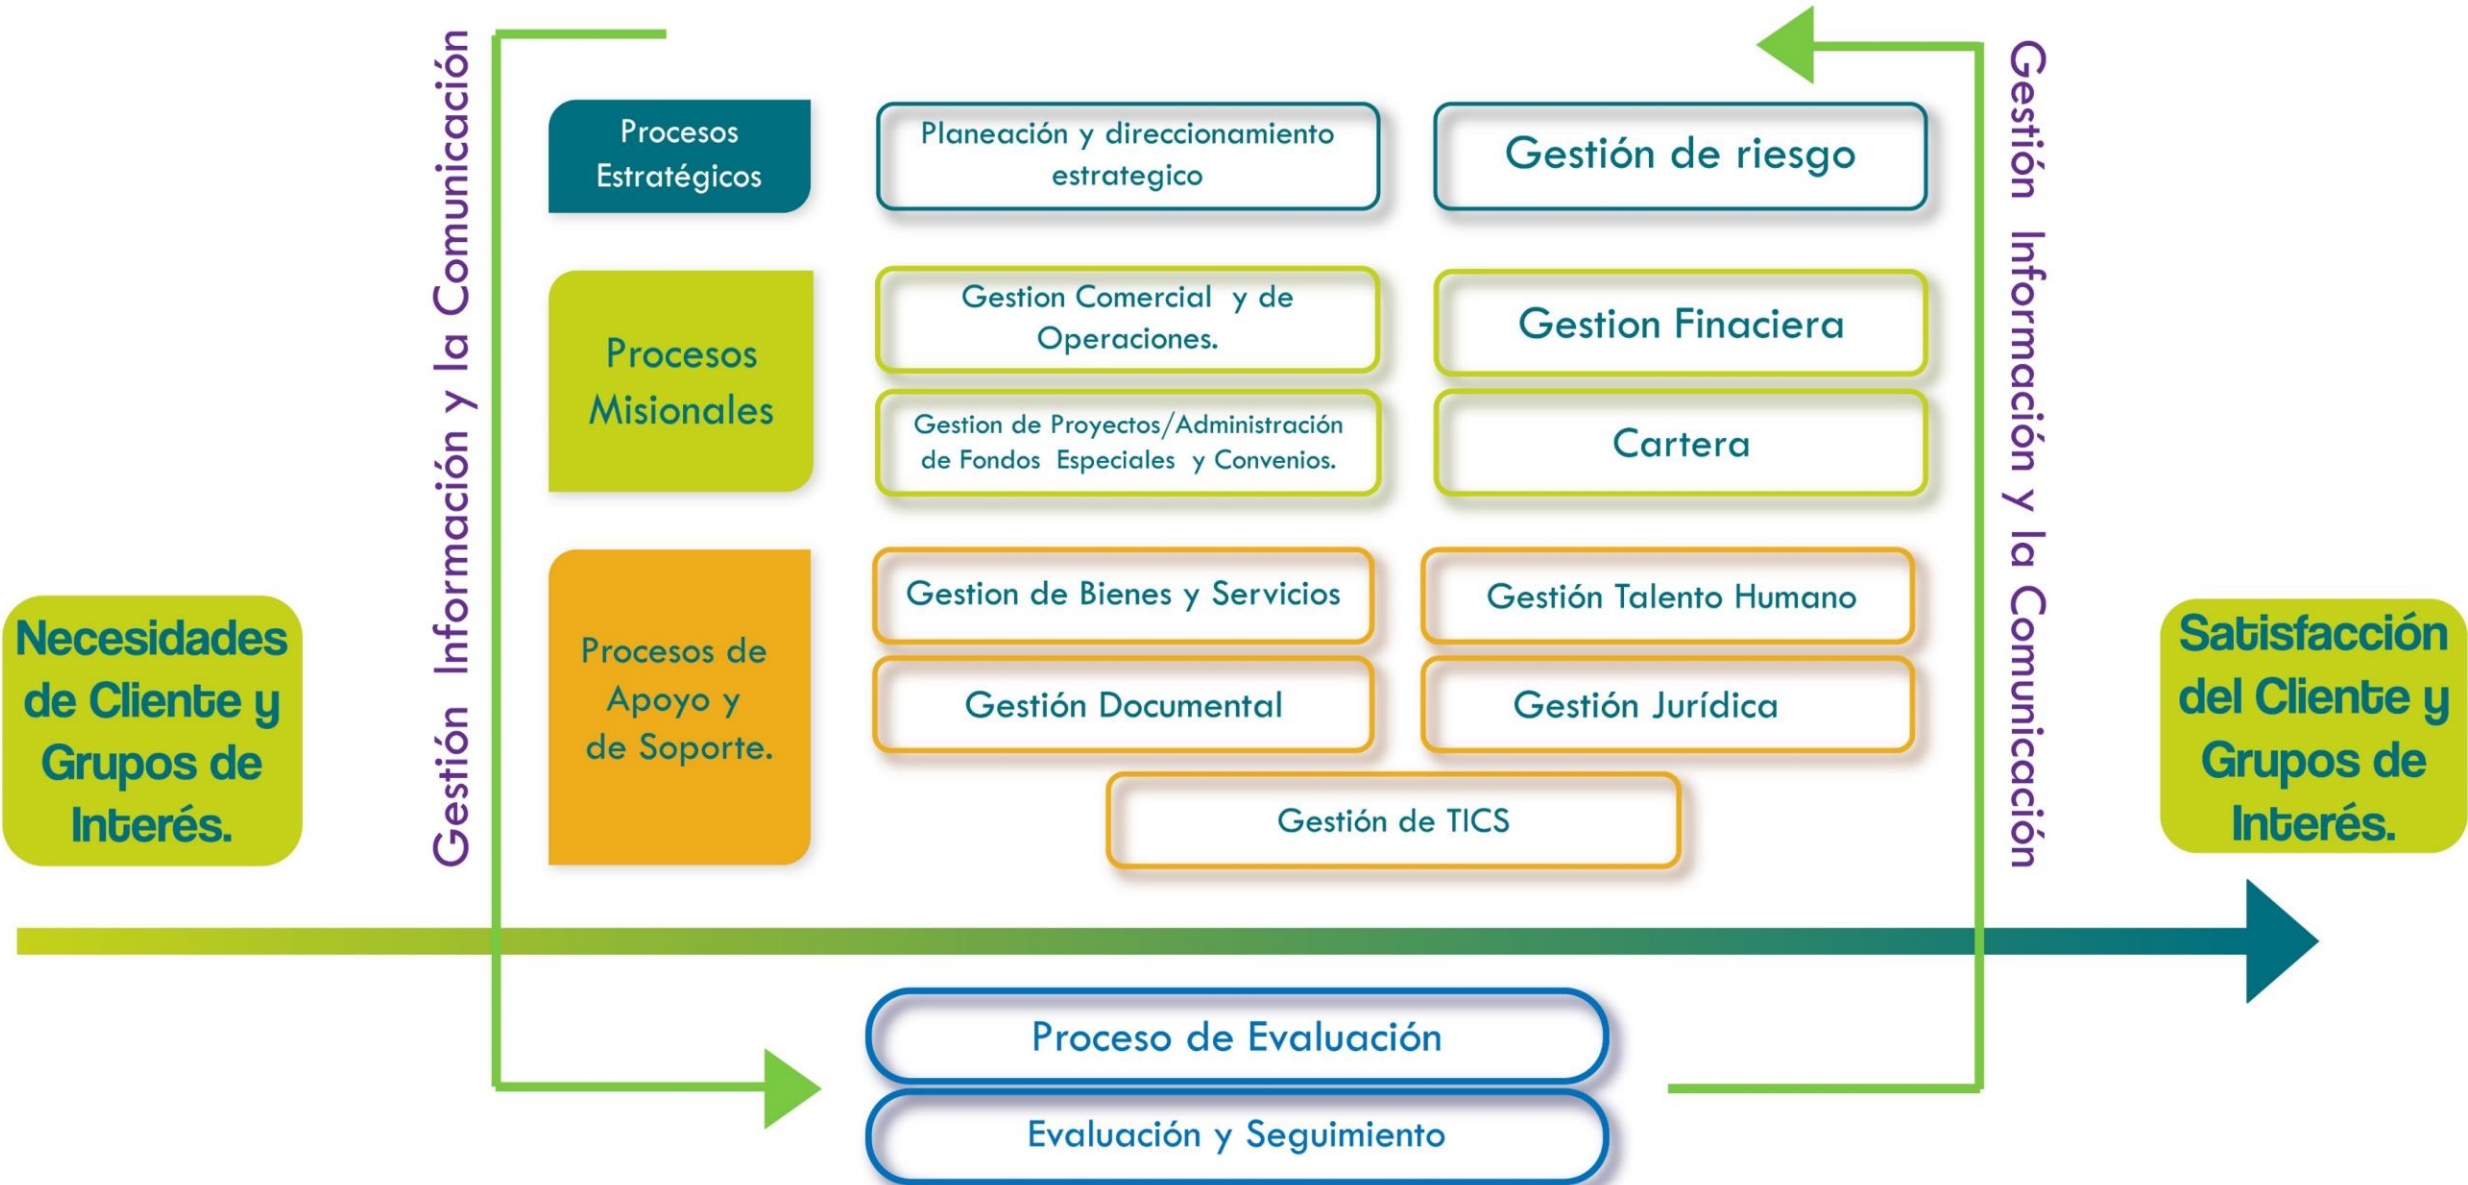 Gestión Información y la Comunicación
Procesos
Estratégicos
Planeación y direccionamiento
estrategico
Gestión de riesgo
Procesos
Misionales
Gestion Comercial y de
Operaciones.
Gestion Finaciera
Gestion de Proyectos/Administración
de Fondos Especiales y Convenios.
Cartera
Procesos de
Apoyo y
de Soporte.
Gestion de Bienes y Servicios
Gestión Talento Humano
Gestión Documental
Gestión Jurídica
Gestión de TICS
Gestión Información y la Comunicación
Necesidades
de Cliente y
Grupos de
Interés.
Satisfacción
del Cliente y
Grupos de
Interés.
Proceso de Evaluación
Evaluación y Seguimiento